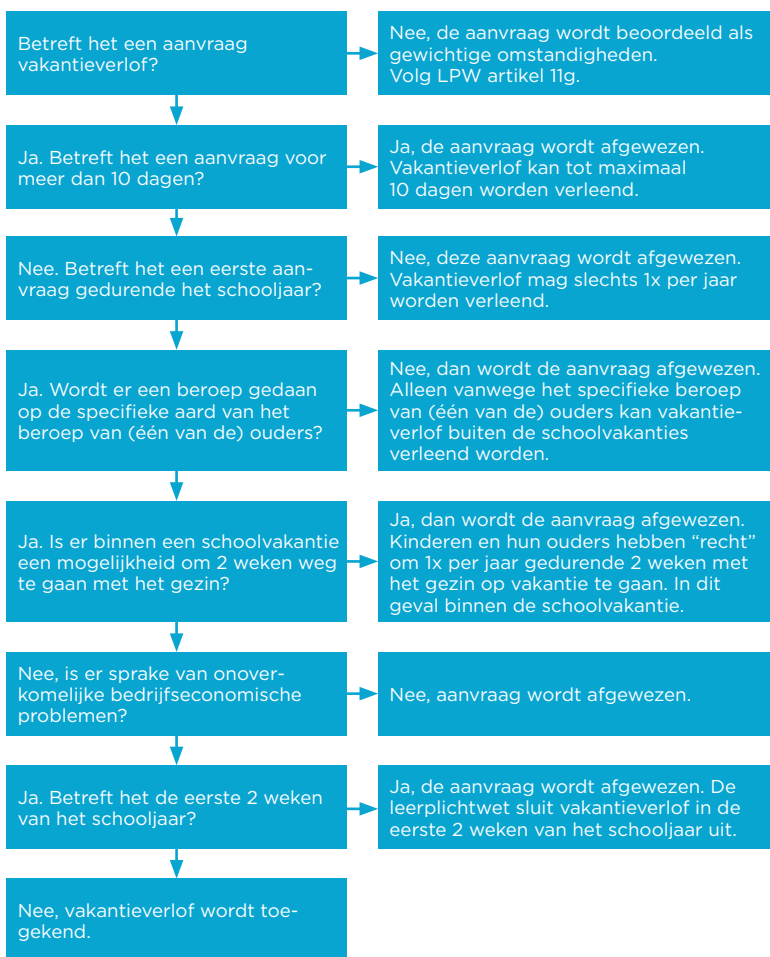 Betreft het een aanvraag
vakantieverlof?
Nee, de aanvraag wordt beoordeeld als
gewichtige omstandigheden.
Volg LPW artikel 11g.
Ja. Betreft het een aanvraag voor
meer dan 10 dagen?
Ja, de aanvraag wordt afgewezen.
Vakantieverlof kan tot maximaal
10 dagen worden verleend.
Nee. Betreft het een eerste aan-
vraag gedurende het schooljaar?
Nee, deze aanvraag wordt afgewezen.
Vakantieverlof mag slechts 1x per jaar
worden verleend.
Ja. Wordt er een beroep gedaan
op de specifieke aard van het
beroep van (één van de) ouders?
Nee, dan wordt de aanvraag afgewezen.
Alleen vanwege het specifieke beroep
van (één van de) ouders kan vakantie-
verlof buiten de schoolvakanties
verleend worden.
Ja. Is er binnen een schoolvakantie
een mogelijkheid om 2 weken weg
te gaan met het gezin?
Ja, dan wordt de aanvraag afgewezen.
Kinderen en hun ouders hebben “recht”
om 1x per jaar gedurende 2 weken met
het gezin op vakantie te gaan. In dit
geval binnen de schoolvakantie.
Nee, is er sprake van onover-
komelijke bedrijfseconomische
problemen?
Nee, aanvraag wordt afgewezen.
Ja. Betreft het de eerste 2 weken
van het schooljaar?
Ja, de aanvraag wordt afgewezen. De
leerplichtwet sluit vakantieverlof in de
eerste 2 weken van het schooljaar uit.
Nee, vakantieverlof wordt toe-
gekend.